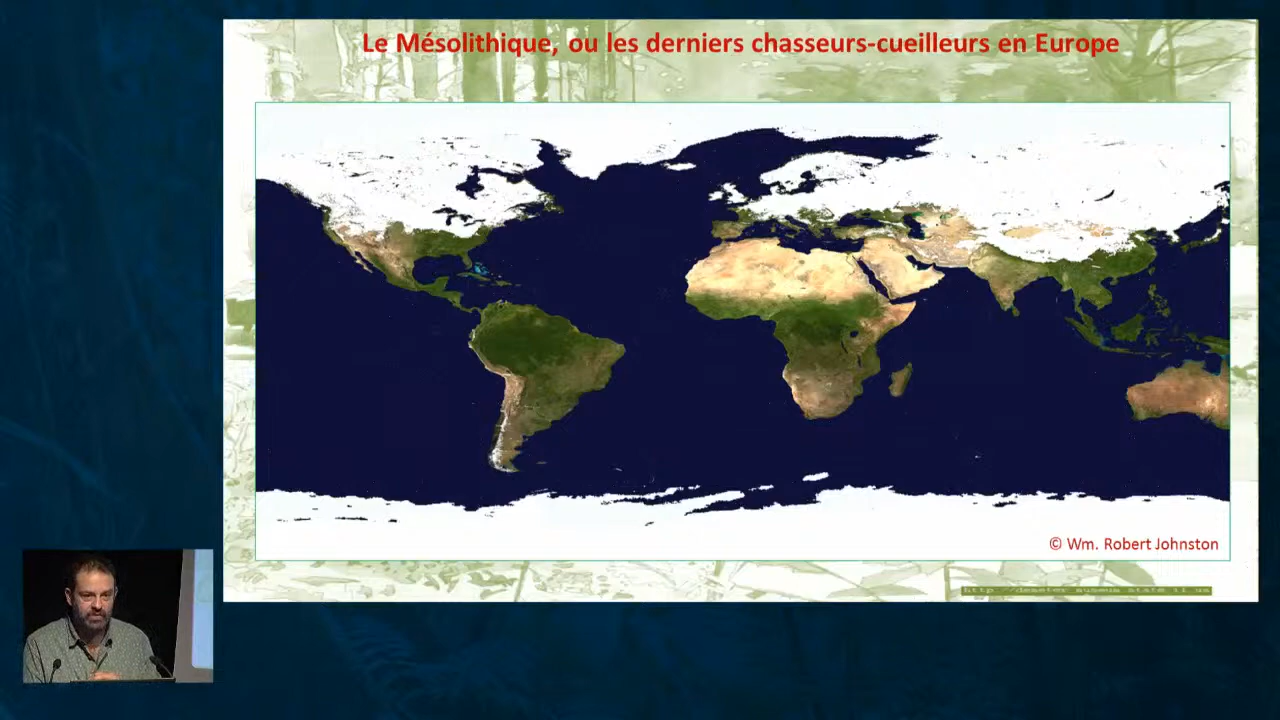 Le Mésolithique, ou les derniers chasseurs-cueilleurs en Europe
© Wm. Robert Johnston